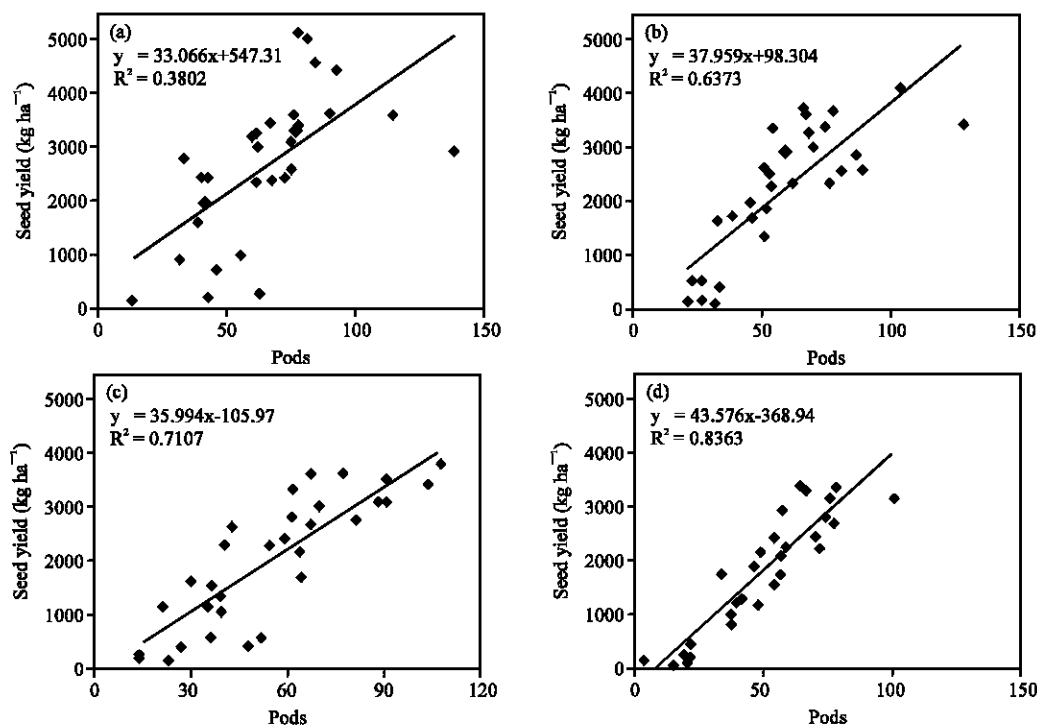 (a)
y = 33.066x+547.31
R² = 0.3802
5000
4000
3000
2000
1000
0
Seed yield (kg ha⁻¹)
0 50 100 150
Pods
(b)
y = 37.959x+98.304
R² = 0.6373
5000
4000
3000
2000
1000
0
Seed yield (kg ha⁻¹)
0 50 100 150
Pods
(c)
y = 35.994x-105.97
R² = 0.7107
5000
4000
3000
2000
1000
0
Seed yield (kg ha⁻¹)
0 30 60 90 120
Pods
(d)
y = 43.576x-368.94
R² = 0.8363
5000
4000
3000
2000
1000
0
Seed yield (kg ha⁻¹)
0 50 100 150
Pods